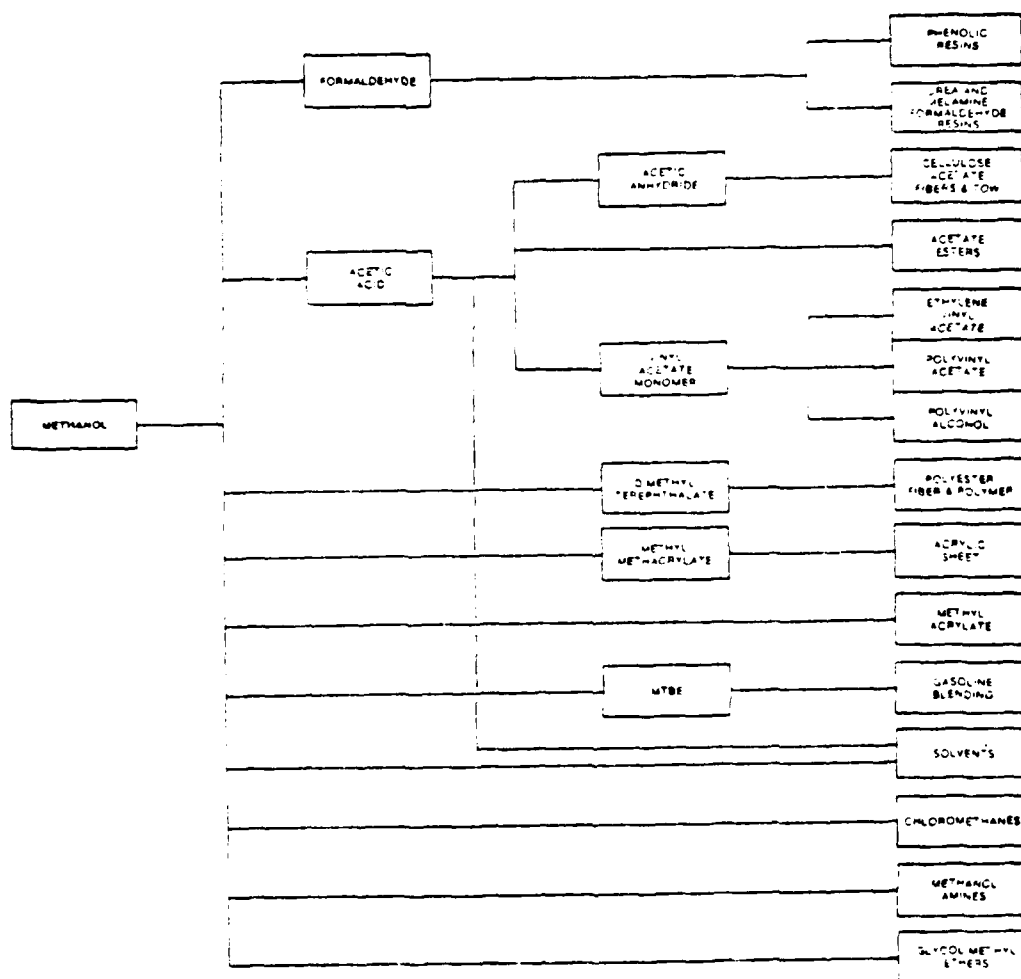 PHENOLIC
RESINS
FORMALDEHYDE
UREA AND
MELAMINE
FORMALDEHYDE
RESINS
ACETIC
ANHYDRIDE
CELLULOSE
ACETATE
FIBERS & TOW
ACETATE
ESTERS
ACETIC
ACID
ETHYLENE
VINYL
ACETATE
VINYL
ACETATE
MONOMER
POLYVINYL
ACETATE
METHANOL
POLYVINYL
ALCOHOL
DIMETHYL
TEREPHTHALATE
POLYESTER
FIBER & POLYMER
METHYL
METHACRYLATE
ACRYLIC
SHEET
METHYL
ACRYLATE
MTBE
GASOLINE
BLENDING
SOLVENTS
CHLOROMETHANES
METHANOL
AMINES
GLYCOL METHYL
ETHERS